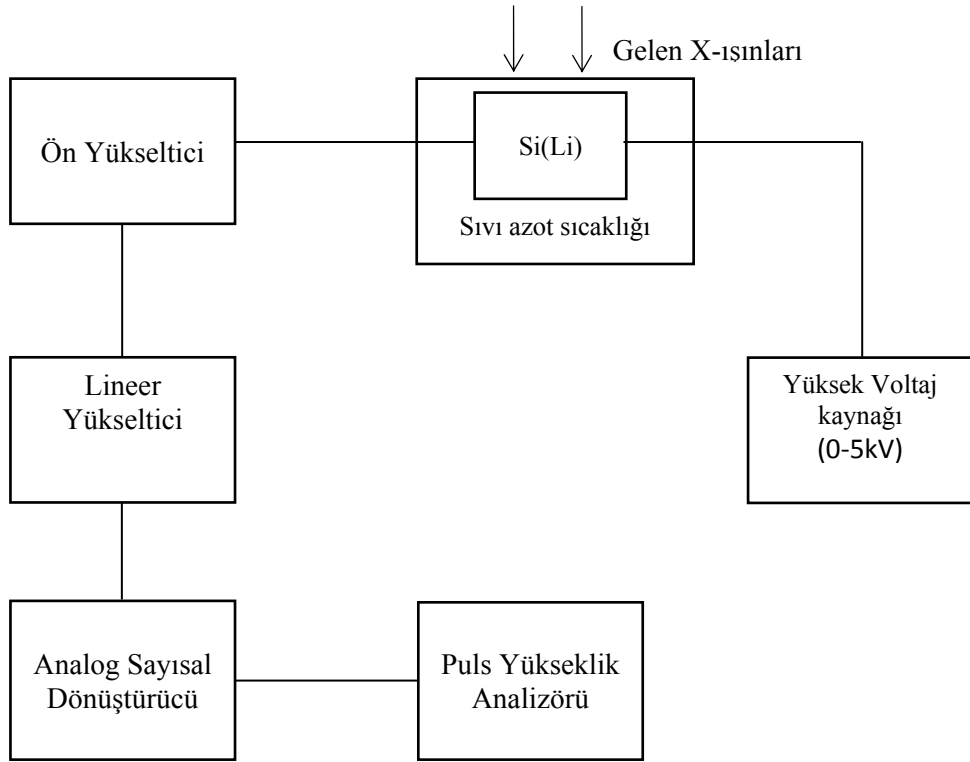 Gelen X-ısınları
Ön Yükseltici
Si(Li)
Sıvı azot sıcaklığı
Lineer
Yükseltici
Yüksek Voltaj
kaynağı
(0-5kV)
Analog Sayısal
Dönüştürücü
Puls Yükseklik
Analizörü